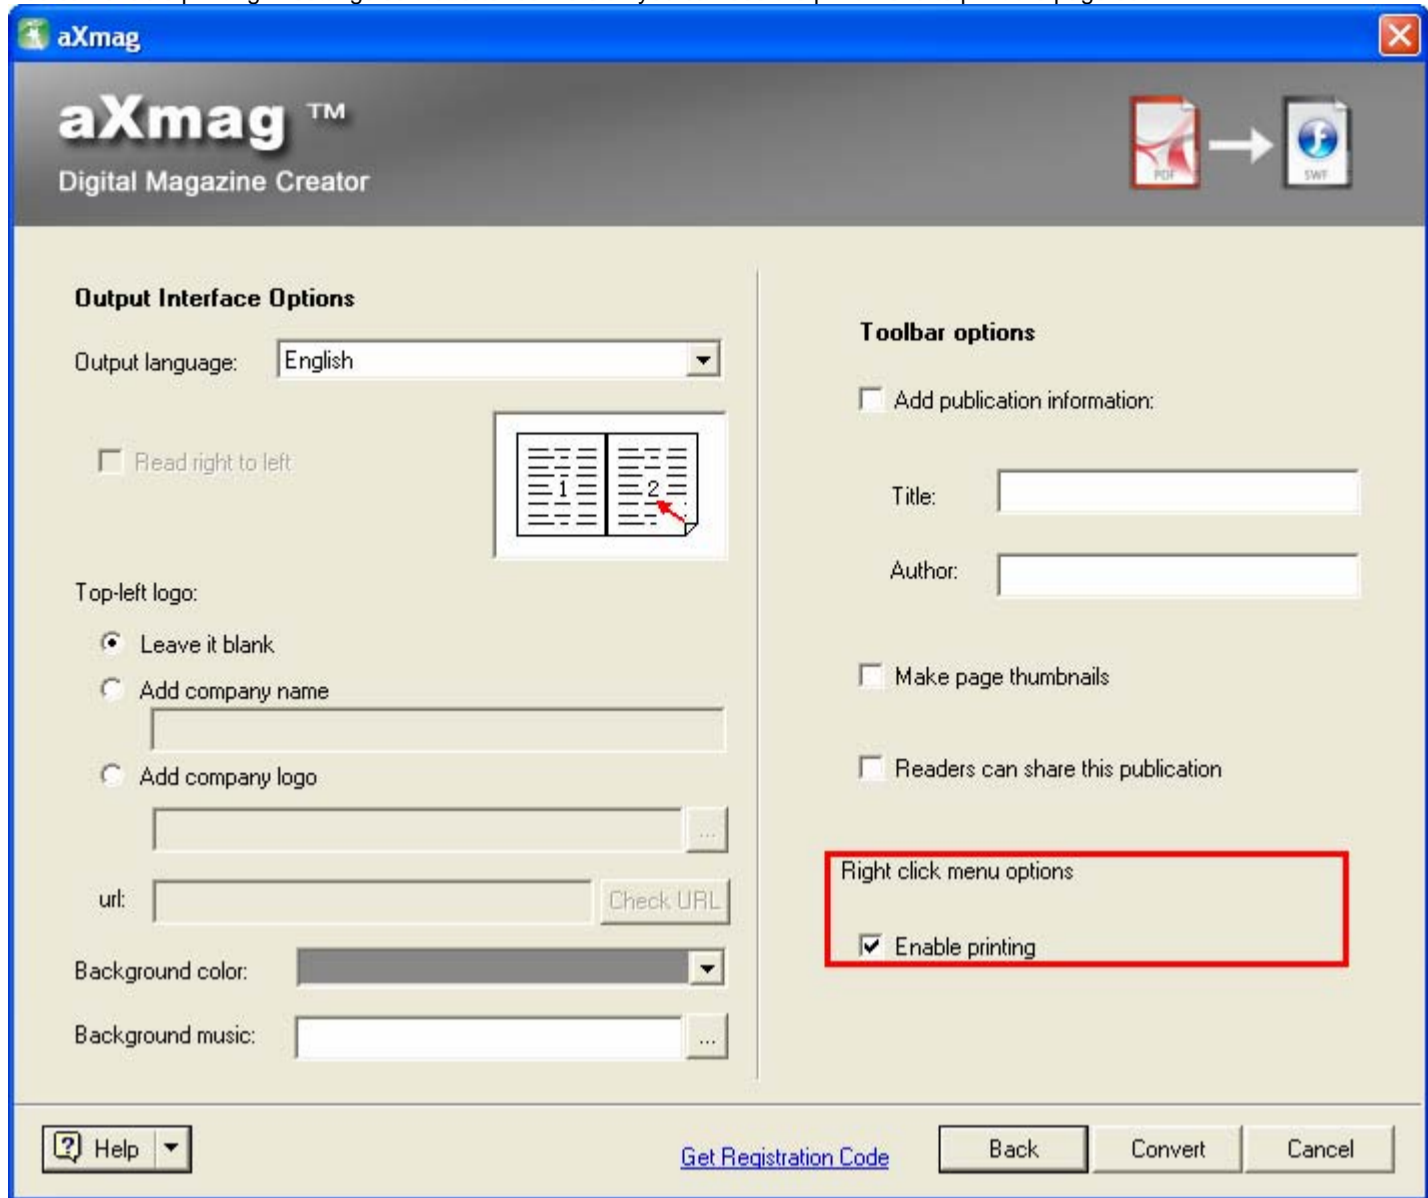 aXmag
aXmag ™
Digital Magazine Creator
PDF
SWF
Output Interface Options
Output language: English
Read right to left
1 2
Top-left logo:
Leave it blank
Add company name
Add company logo
...
url: Check URL
Background color:
Background music: ...
Toolbar options
Add publication information:
Title:
Author:
Make page thumbnails
Readers can share this publication
Right click menu options
Enable printing
Help
Get Registration Code
Back Convert Cancel